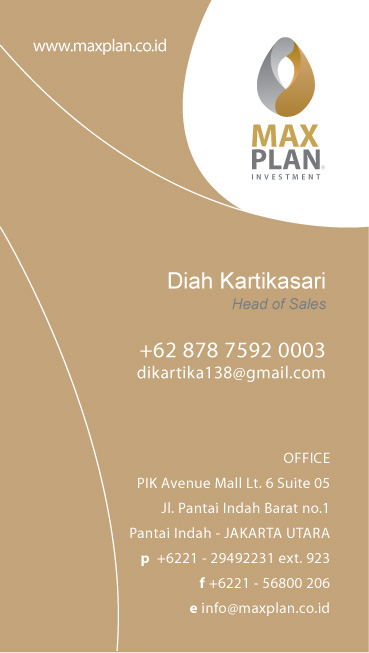 www.maxplan.co.id
MAX
PLAN®
INVESTMENT
Diah Kartikasari
Head of Sales
+62 878 7592 0003
dikartika138@gmail.com
OFFICE
PIK Avenue Mall Lt. 6 Suite 05
Jl. Pantai Indah Barat no.1
Pantai Indah - JAKARTA UTARA
p +6221 - 29492231 ext. 923
f +6221 - 56800 206
e info@maxplan.co.id